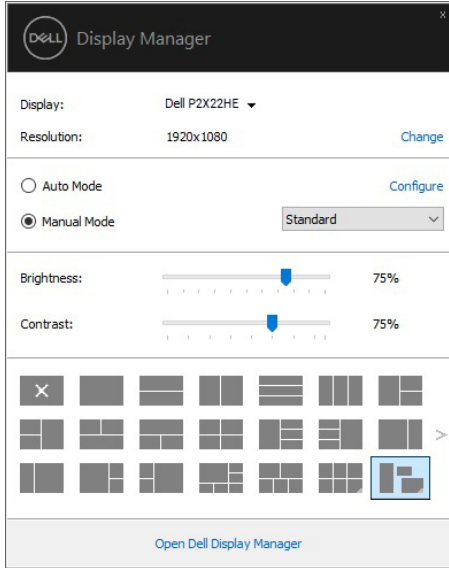 x
DELL Display Manager
Display: Dell P2X22HE
Resolution: 1920x1080 Change
Auto Mode Configure
Manual Mode Standard
Brightness: 75%
Contrast: 75%
Open Dell Display Manager